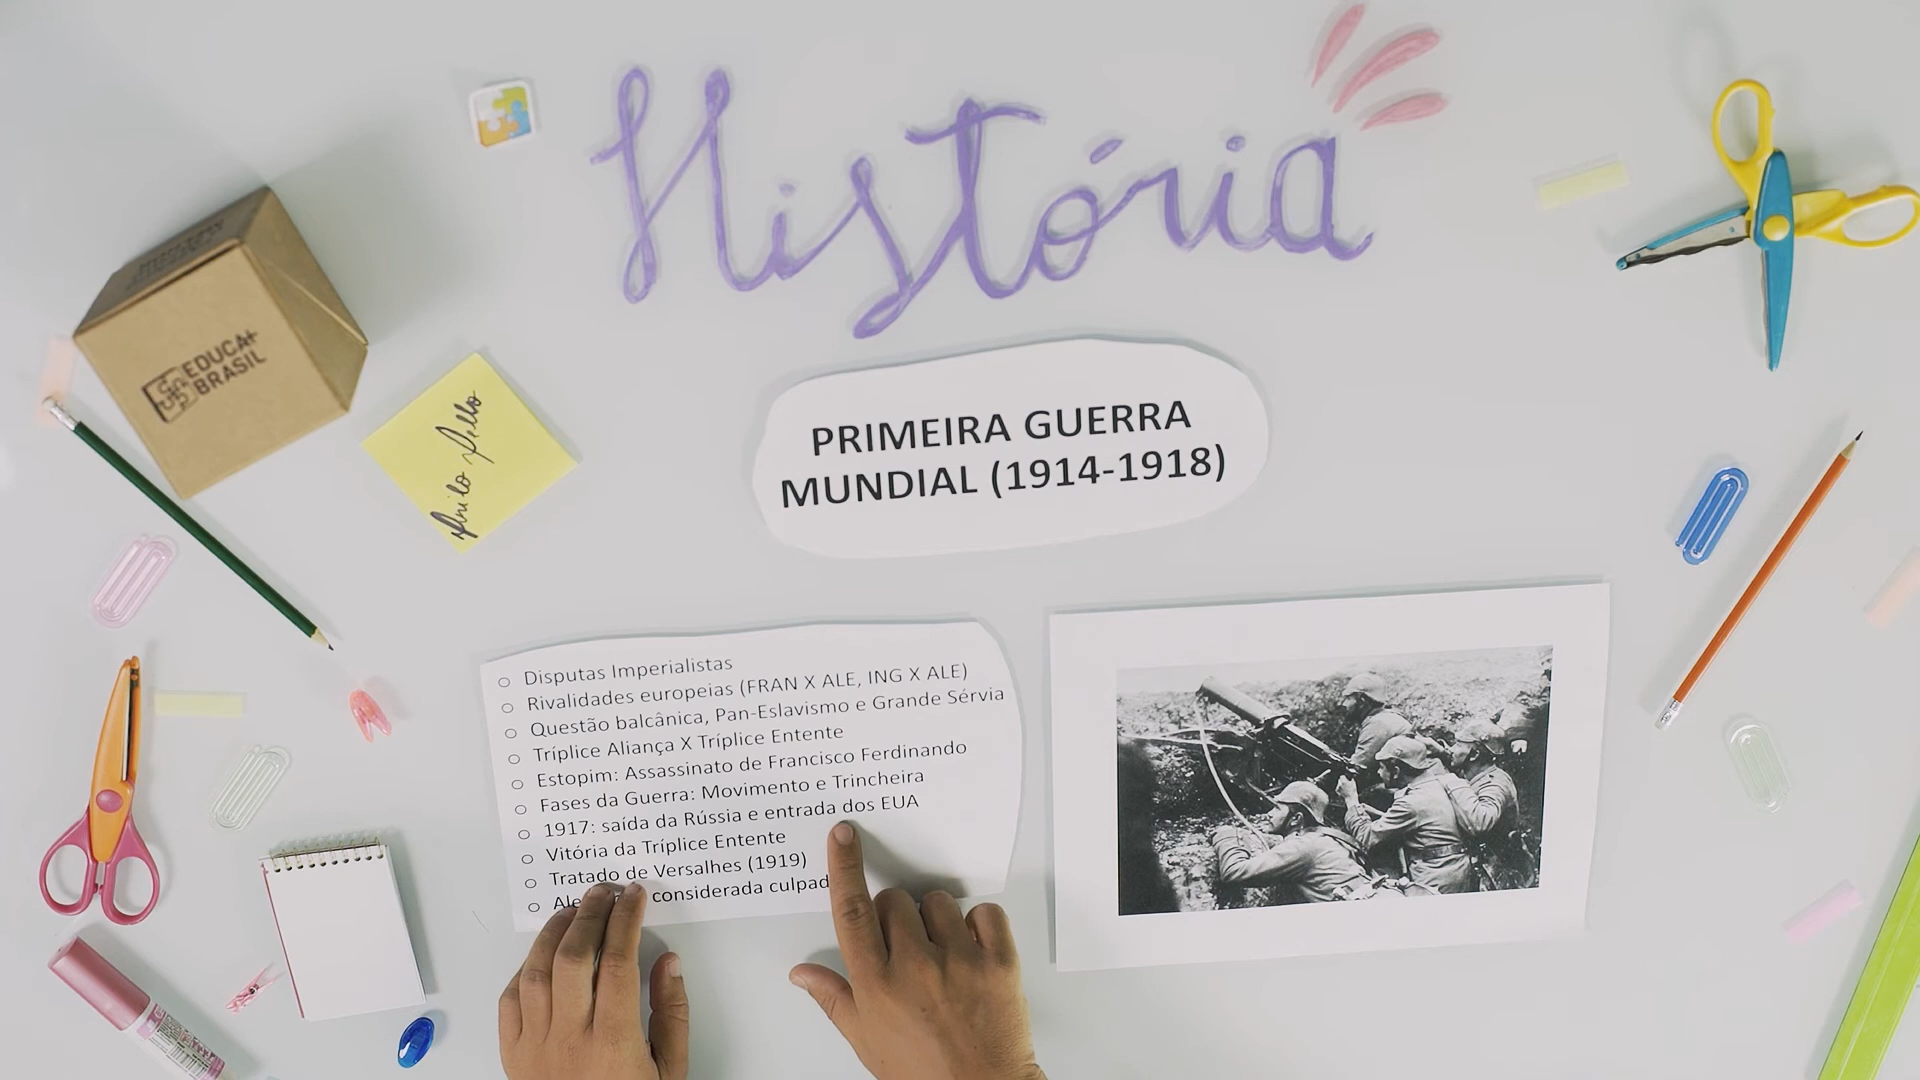 História
EDUCA+
BRASIL
PRIMEIRA GUERRA
MUNDIAL (1914-1918)
Disputas Imperialistas
Rivalidades europeias (FRAN X ALE, ING X ALE)
Questão balcânica, Pan-Eslavismo e Grande Sérvia
Tríplice Aliança X Tríplice Entente
Estopim: Assassinato de Francisco Ferdinando
Fases da Guerra: Movimento e Trincheira
1917: saída da Rússia e entrada dos EUA
Vitória da Tríplice Entente
Tratado de Versalhes (1919)
considerada